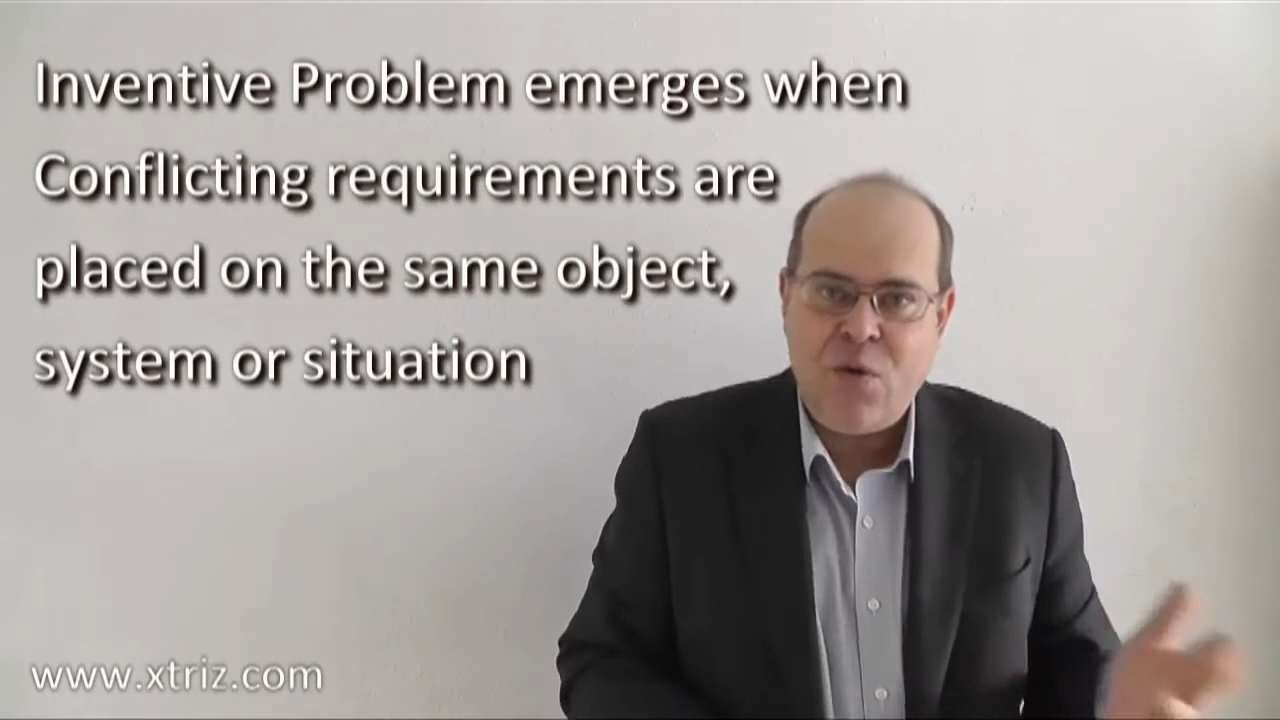 Inventive Problem emerges when
Conflicting requirements are
placed on the same object,
system or situation
www.xtriz.com